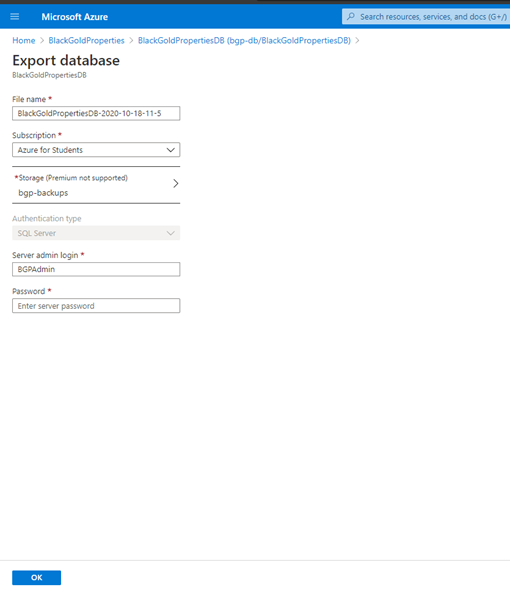 Microsoft Azure
Search resources, services, and docs (G+/)
Home > BlackGoldProperties > BlackGoldPropertiesDB (bgp-db/BlackGoldPropertiesDB) >
Export database
BlackGoldPropertiesDB
File name *
BlackGoldPropertiesDB-2020-10-18-11-5
Subscription *
Azure for Students
*Storage (Premium not supported)
bgp-backups
Authentication type
SQL Server
Server admin login *
BGPAdmin
Password *
Enter server password
OK